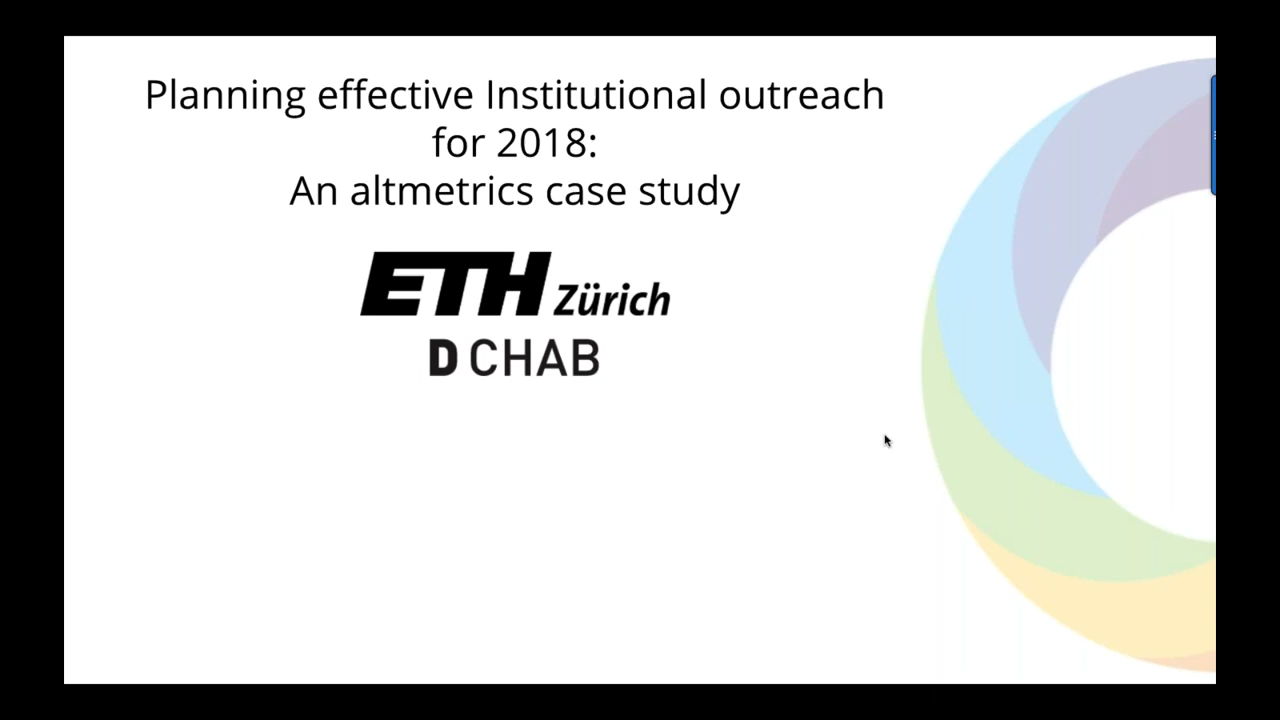 Planning effective Institutional outreach
for 2018:
An altmetrics case study
ETH Zürich
D CHAB